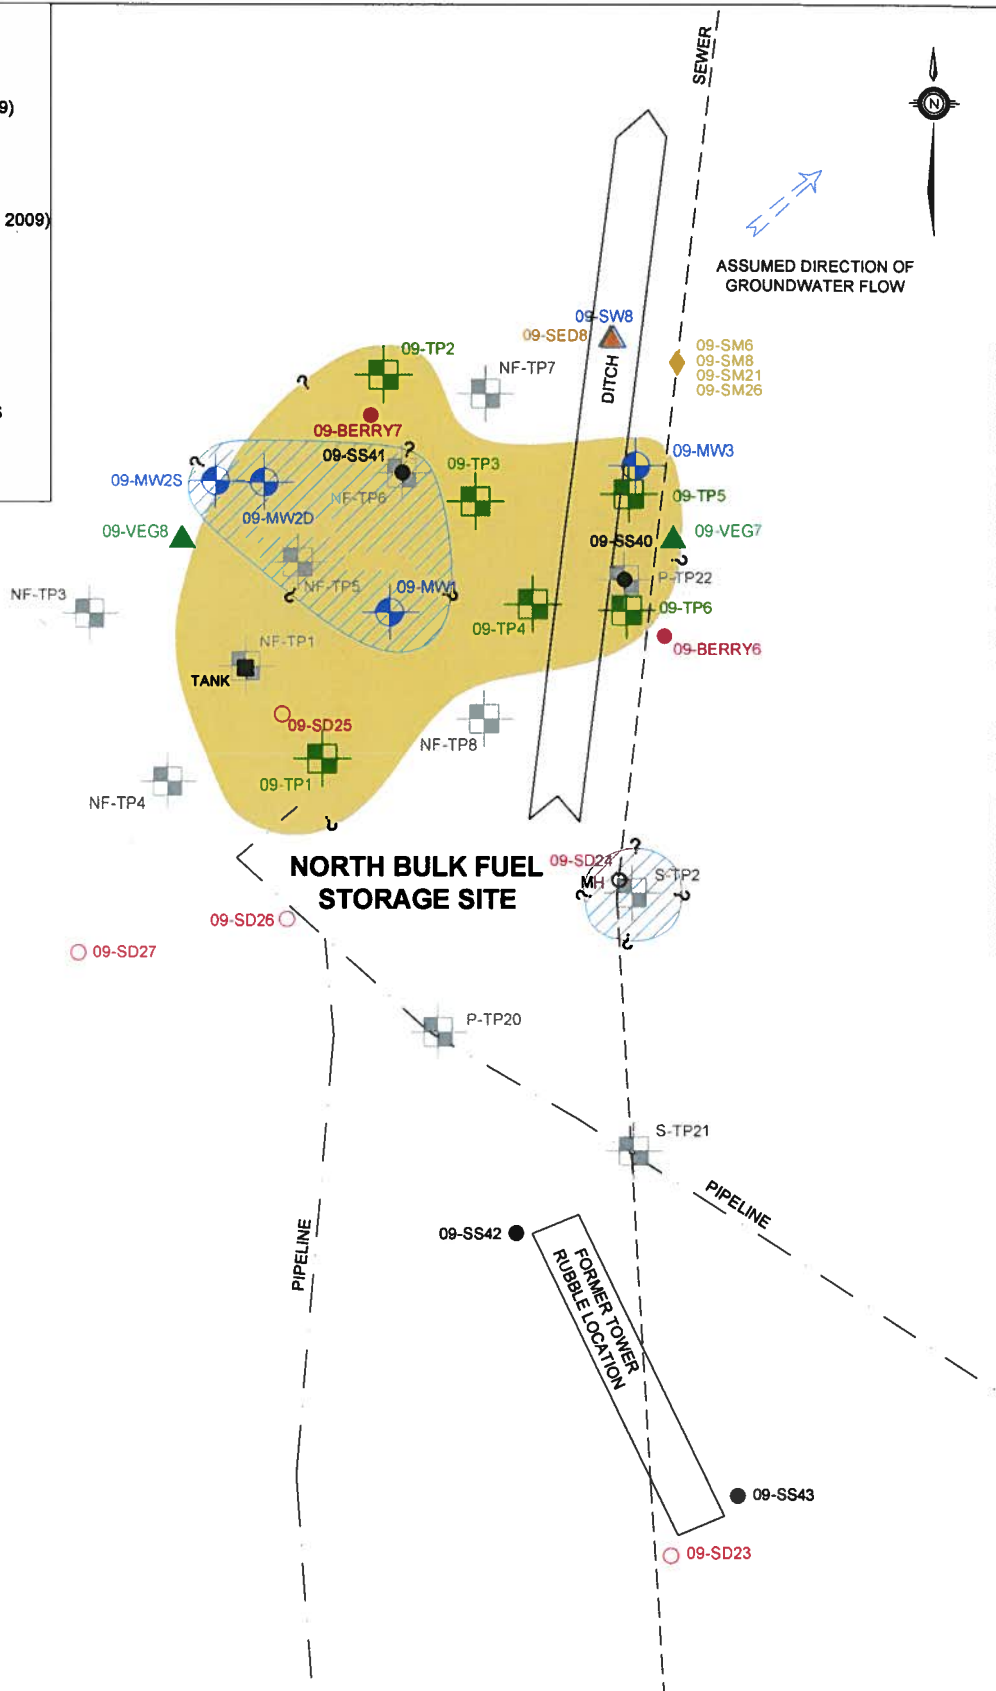 9)
2009)
S
SEWER
N
ASSUMED DIRECTION OF
GROUNDWATER FLOW
09-SW8
09-SED8
DITCH
09-SM6
09-SM8
09-SM21
09-SM26
09-TP2
NF-TP7
?
09-BERRY7
?
09-SS41
09-TP3
09-MW3
?
09-MW2S
NF-TP6
09-TP5
09-MW2D
09-VEG8
09-SS40
09-VEG7
?
NF-TP5
P-TP22
NF-TP3
?
09-MW1
?
09-TP4
09-TP6
NF-TP1
09-BERRY6
TANK
09-SD25
NF-TP8
09-TP1
NF-TP4
?
?
NORTH BULK FUEL
STORAGE SITE
09-SD24
MH
S-TP2
?
?
?
09-SD26
09-SD27
P-TP20
S-TP21
PIPELINE
PIPELINE
09-SS42
FORMER TOWER
RUBBLE LOCATION
09-SS43
09-SD23